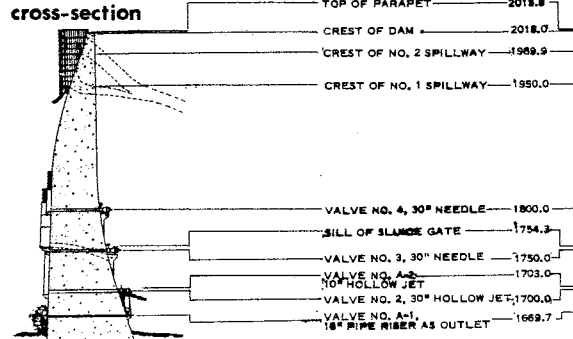 cross-section
TOP OF PARAPET 2018.8
CREST OF DAM 2018.0
CREST OF NO. 2 SPILLWAY 1989.9
CREST OF NO. 1 SPILLWAY 1950.0
VALVE NO. 4, 30" NEEDLE 1800.0
SILL OF SLUICE GATE 1754.3
VALVE NO. 3, 30" NEEDLE 1750.0
VALVE NO. A-2 1703.0
10" HOLLOW JET
VALVE NO. 2, 30" HOLLOW JET 1700.0
VALVE NO. A-1, 1669.7
16" PIPE RISER AS OUTLET